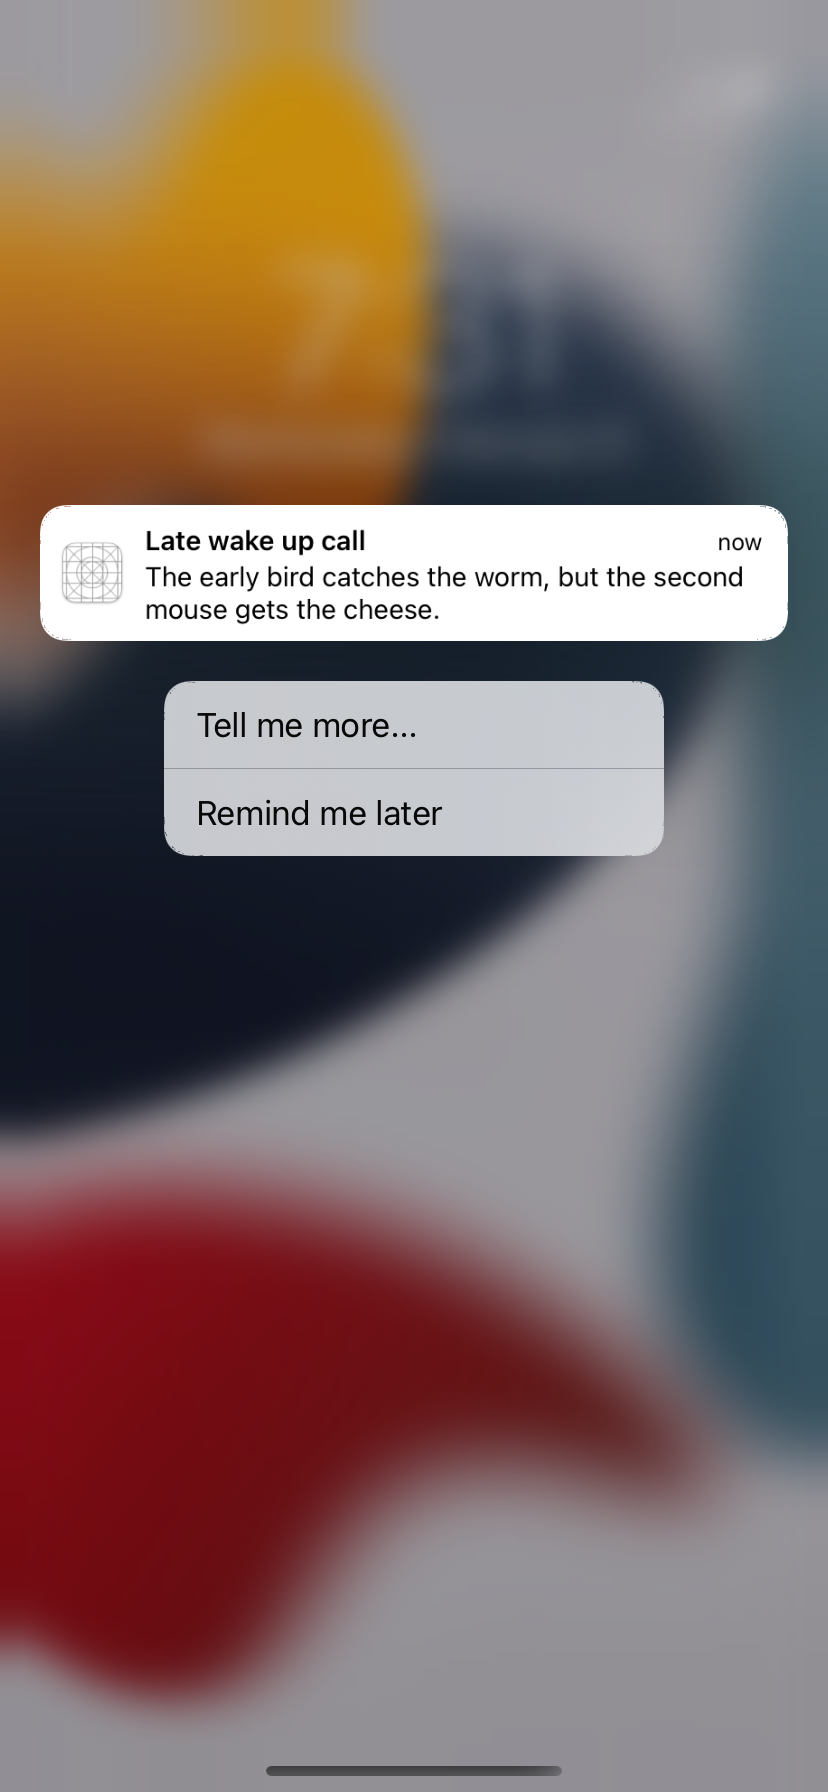 Late wake up call now
The early bird catches the worm, but the second
mouse gets the cheese.
Tell me more...
Remind me later